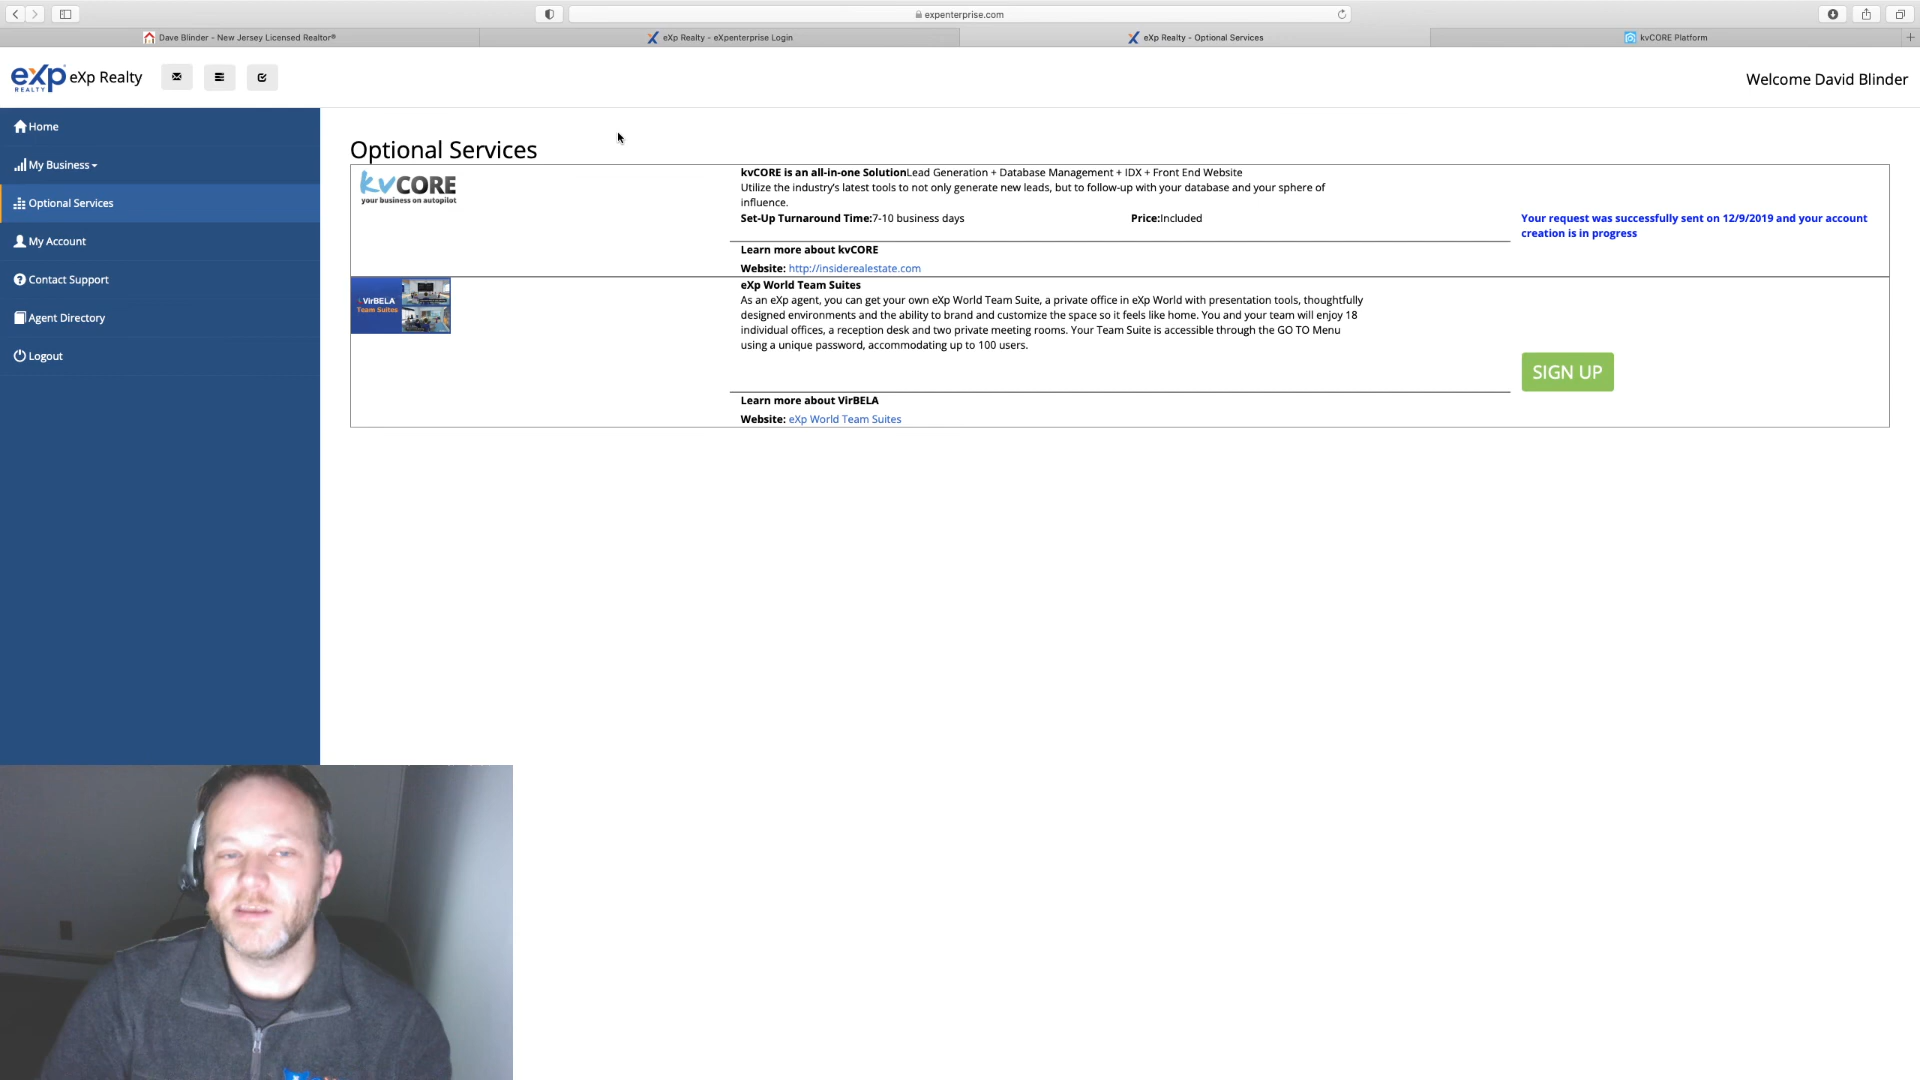 expenterprise.com
Dave Blinder - New Jersey Licensed Realtor®
eXp Realty - eXpenterprise Login
eXp Realty - Optional Services
kvCORE Platform
eXp REALTY
eXp Realty
Welcome David Blinder
Home
My Business
Optional Services
My Account
Contact Support
Agent Directory
Logout
Optional Services
kvCORE
your business on autopilot
kvCORE is an all-in-one SolutionLead Generation + Database Management + IDX + Front End Website
Utilize the industry's latest tools to not only generate new leads, but to follow-up with your database and your sphere of
influence.
Set-Up Turnaround Time:7-10 business days
Price:Included
Your request was successfully sent on 12/9/2019 and your account
creation is in progress
Learn more about kvCORE
Website: http://insiderealestate.com
VirBELA
Team Suites
eXp World Team Suites
As an eXp agent, you can get your own eXp World Team Suite, a private office in eXp World with presentation tools, thoughtfully
designed environments and the ability to brand and customize the space so it feels like home. You and your team will enjoy 18
individual offices, a reception desk and two private meeting rooms. Your Team Suite is accessible through the GO TO Menu
using a unique password, accommodating up to 100 users.
SIGN UP
Learn more about VirBELA
Website: eXp World Team Suites